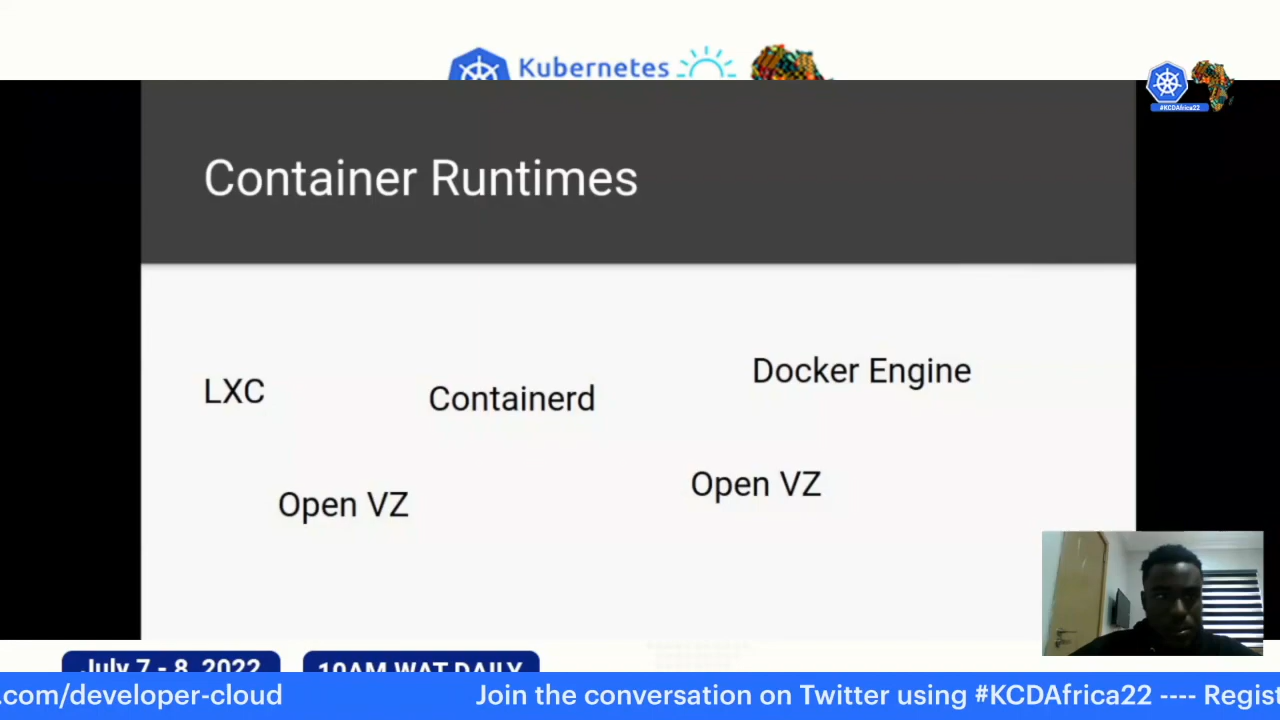 Kubernetes
#KCDAfrica22
Container Runtimes
LXC
Containerd
Docker Engine
Open VZ
Open VZ
July 7 - 8, 2022
10AM WAT DAILY
.com/developer-cloud
Join the conversation on Twitter using #KCDAfrica22 ---- Regist